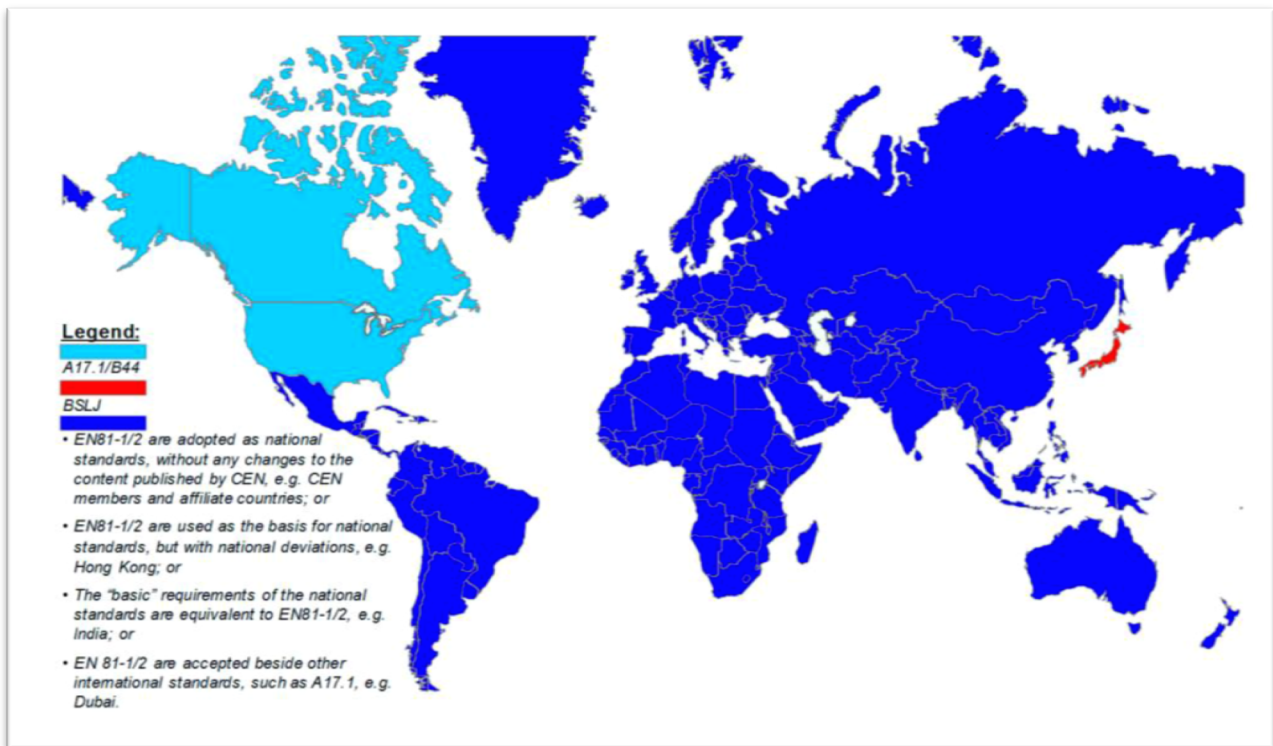 Legend:
A17.1/B44
BSLJ
• EN81-1/2 are adopted as national
standards, without any changes to the
content published by CEN, e.g. CEN
members and affiliate countries; or
• EN81-1/2 are used as the basis for national
standards, but with national deviations, e.g.
Hong Kong; or
• The "basic" requirements of the national
standards are equivalent to EN81-1/2, e.g.
India; or
• EN 81-1/2 are accepted beside other
international standards, such as A17.1, e.g.
Dubai.